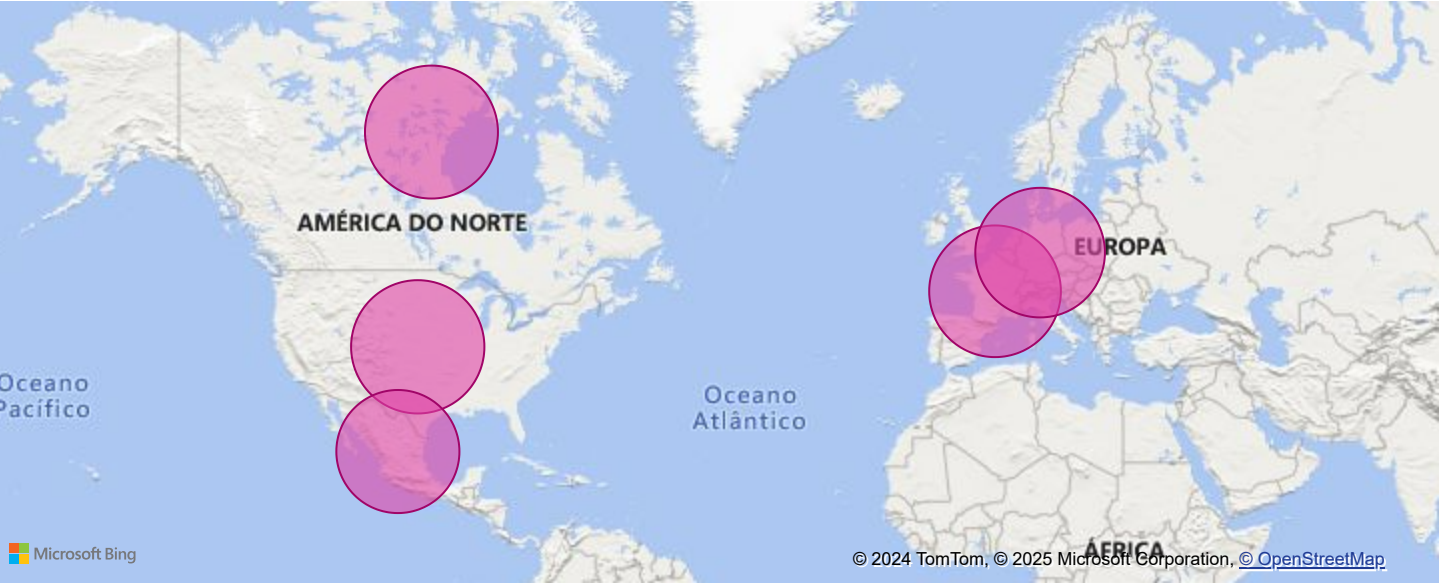 AMÉRICA DO NORTE
EUROPA
Oceano
Pacífico
Oceano
Atlântico
ÁFRICA
Microsoft Bing
© 2024 TomTom, © 2025 Microsoft Corporation, © OpenStreetMap